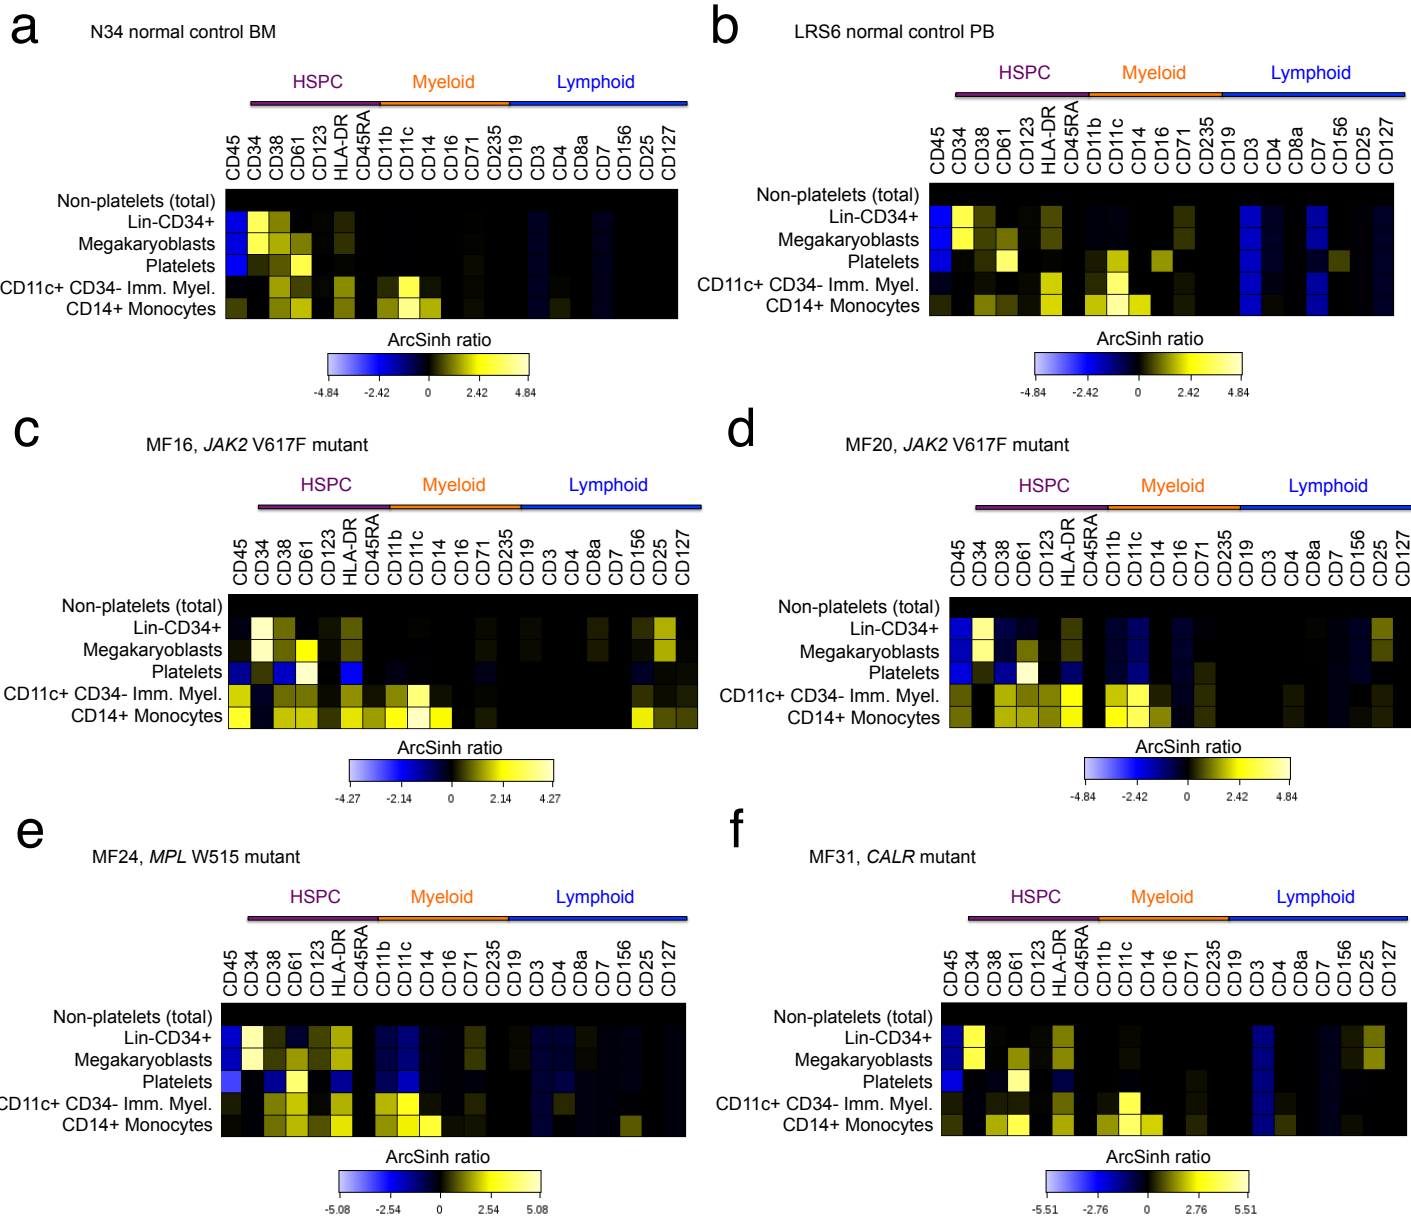 a
N34 normal control BM
HSPC Myeloid Lymphoid
CD45 CD34 CD38 CD61 CD123 HLA-DR CD45RA CD11b CD11c CD14 CD16 CD71 CD235 CD19 CD3 CD4 CD8a CD7 CD156 CD25 CD127
Non-platelets (total)
Lin-CD34+
Megakaryoblasts
Platelets
CD11c+ CD34- Imm. Myel.
CD14+ Monocytes
ArcSinh ratio
-4.84 -2.42 0 2.42 4.84
b
LRS6 normal control PB
HSPC Myeloid Lymphoid
CD45 CD34 CD38 CD61 CD123 HLA-DR CD45RA CD11b CD11c CD14 CD16 CD71 CD235 CD19 CD3 CD4 CD8a CD7 CD156 CD25 CD127
Non-platelets (total)
Lin-CD34+
Megakaryoblasts
Platelets
CD11c+ CD34- Imm. Myel.
CD14+ Monocytes
ArcSinh ratio
-4.84 -2.42 0 2.42 4.84
c
MF16, JAK2 V617F mutant
HSPC Myeloid Lymphoid
CD45 CD34 CD38 CD61 CD123 HLA-DR CD45RA CD11b CD11c CD14 CD16 CD71 CD235 CD19 CD3 CD4 CD8a CD7 CD156 CD25 CD127
Non-platelets (total)
Lin-CD34+
Megakaryoblasts
Platelets
CD11c+ CD34- Imm. Myel.
CD14+ Monocytes
ArcSinh ratio
-4.27 -2.14 0 2.14 4.27
d
MF20, JAK2 V617F mutant
HSPC Myeloid Lymphoid
CD45 CD34 CD38 CD61 CD123 HLA-DR CD45RA CD11b CD11c CD14 CD16 CD71 CD235 CD19 CD3 CD4 CD8a CD7 CD156 CD25 CD127
Non-platelets (total)
Lin-CD34+
Megakaryoblasts
Platelets
CD11c+ CD34- Imm. Myel.
CD14+ Monocytes
ArcSinh ratio
-4.84 -2.42 0 2.42 4.84
e
MF24, MPL W515 mutant
HSPC Myeloid Lymphoid
CD45 CD34 CD38 CD61 CD123 HLA-DR CD45RA CD11b CD11c CD14 CD16 CD71 CD235 CD19 CD3 CD4 CD8a CD7 CD156 CD25 CD127
Non-platelets (total)
Lin-CD34+
Megakaryoblasts
Platelets
CD11c+ CD34- Imm. Myel.
CD14+ Monocytes
ArcSinh ratio
-5.08 -2.54 0 2.54 5.08
f
MF31, CALR mutant
HSPC Myeloid Lymphoid
CD45 CD34 CD38 CD61 CD123 HLA-DR CD45RA CD11b CD11c CD14 CD16 CD71 CD235 CD19 CD3 CD4 CD8a CD7 CD156 CD25 CD127
Non-platelets (total)
Lin-CD34+
Megakaryoblasts
Platelets
CD11c+ CD34- Imm. Myel.
CD14+ Monocytes
ArcSinh ratio
-5.51 -2.76 0 2.76 5.51